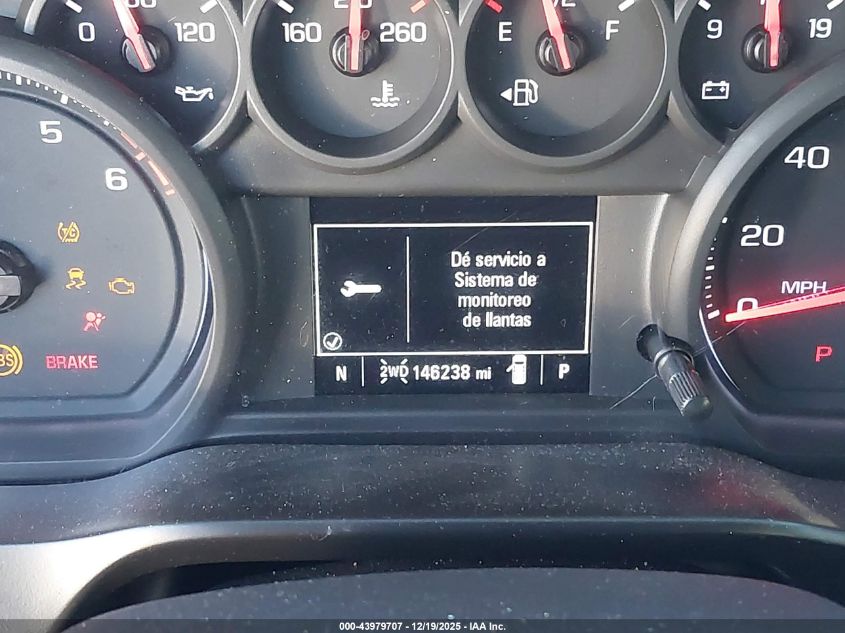 0 120
160 260
E F
9 19
5
6
40
20
0
MPH
BRAKE
P
Dé servicio a
Sistema de
monitoreo
de llantas
N 2WD 146238 mi P
000-43979707 - 12/19/2025 - IAA Inc.